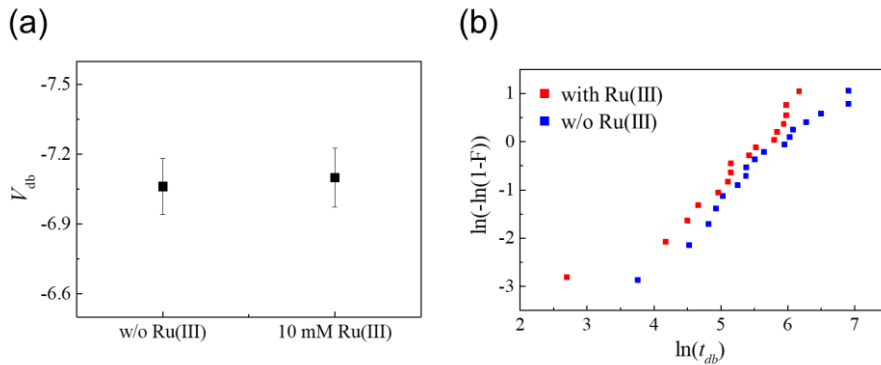 (a)
(b)
-7.5
-7.2
-6.9
-6.6
V_db
w/o Ru(III)
10 mM Ru(III)
with Ru(III)
w/o Ru(III)
1
0
-1
-2
-3
ln(-ln(1-F))
2
3
4
5
6
7
ln(t_db)